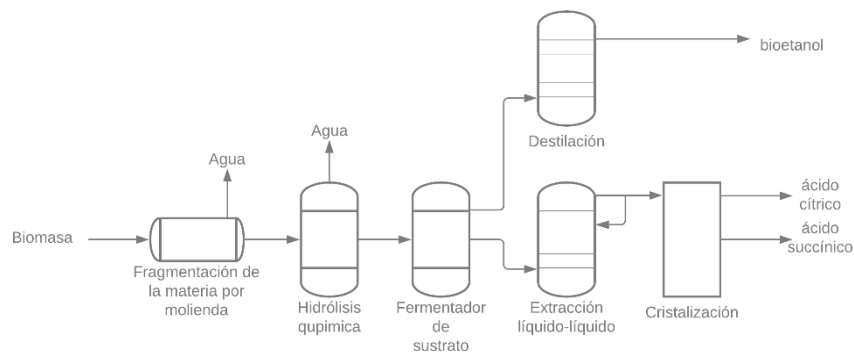 bioetanol
Destilación
Agua
Agua
ácido
cítrico
ácido
succínico
Biomasa
Fragmentación de
la materia por
molienda
Hidrólisis
qupimica
Fermentador
de
sustrato
Extracción
líquido-líquido
Cristalización